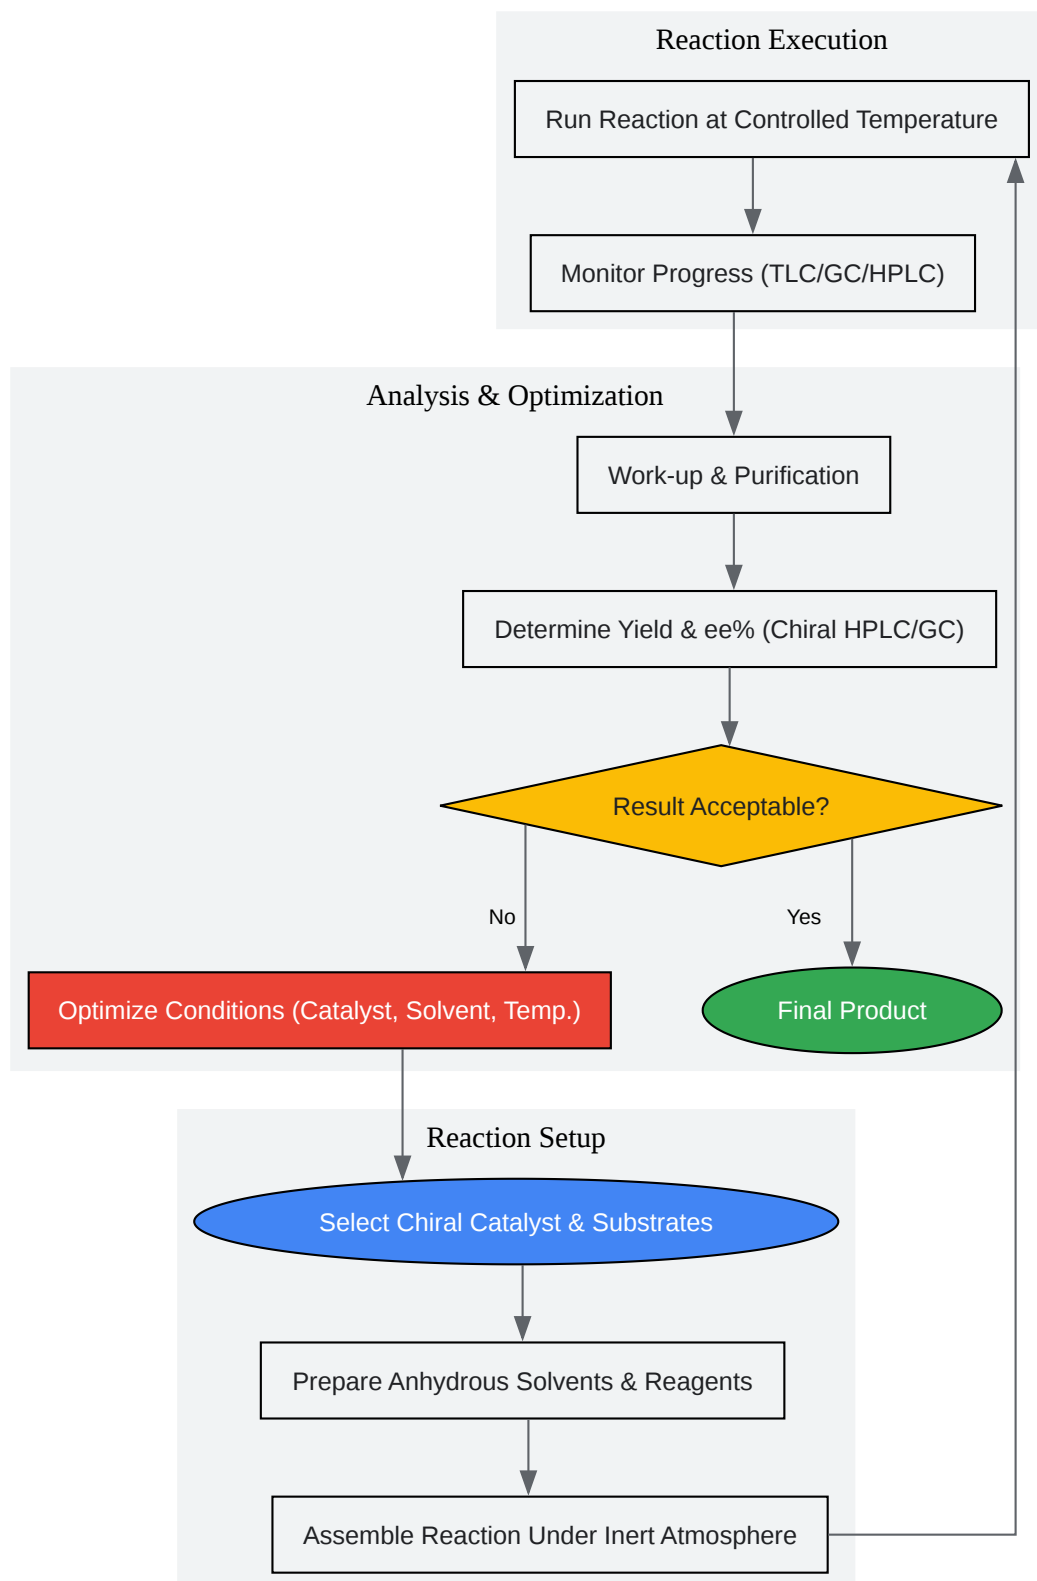 Reaction Execution
Run Reaction at Controlled Temperature
Monitor Progress (TLC/GC/HPLC)
Analysis & Optimization
Work-up & Purification
Determine Yield & ee% (Chiral HPLC/GC)
Result Acceptable?
No
Yes
Optimize Conditions (Catalyst, Solvent, Temp.)
Final Product
Reaction Setup
Select Chiral Catalyst & Substrates
Prepare Anhydrous Solvents & Reagents
Assemble Reaction Under Inert Atmosphere